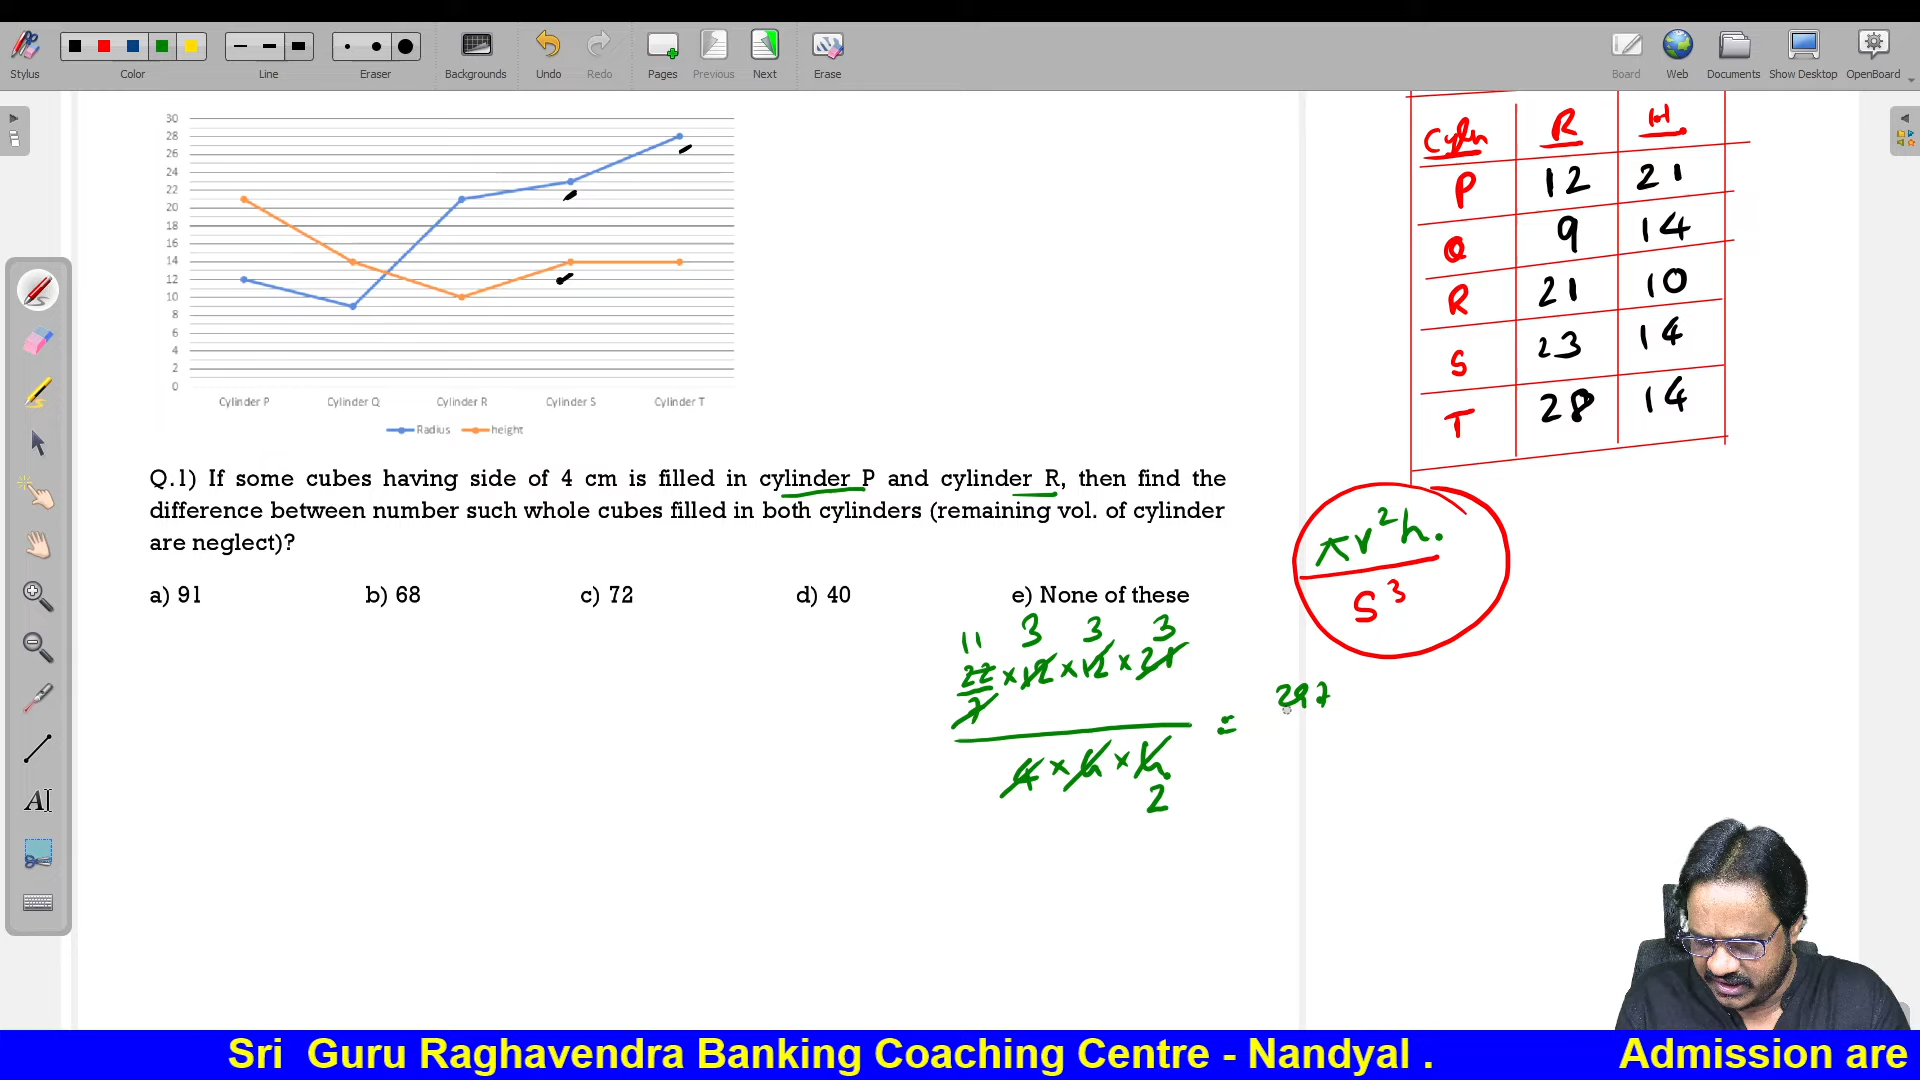 Stylus
Color
Line
Eraser
Backgrounds
Undo
Redo
Pages
Previous
Next
Erase
Board
Web
Documents
Show Desktop
OpenBoard
30
28
26
24
22
20
18
16
14
12
10
8
6
4
2
0
Cylinder P Cylinder Q Cylinder R Cylinder S Cylinder T
Radius height
R H
P 12 21
Q 9 14
R 21 10
S 23 14
T 28 14
Q.1) If some cubes having side of 4 cm is filled in cylinder P and cylinder R, then find the
difference between number such whole cubes filled in both cylinders (remaining vol. of cylinder
are neglect)?
a) 91 b) 68 c) 72 d) 40 e) None of these
πr²h
S³
11 3 3 3
22/7 × 12 × 12 × 21
4 × 4 × 4
2
= 297
Sri Guru Raghavendra Banking Coaching Centre - Nandyal . Admission are